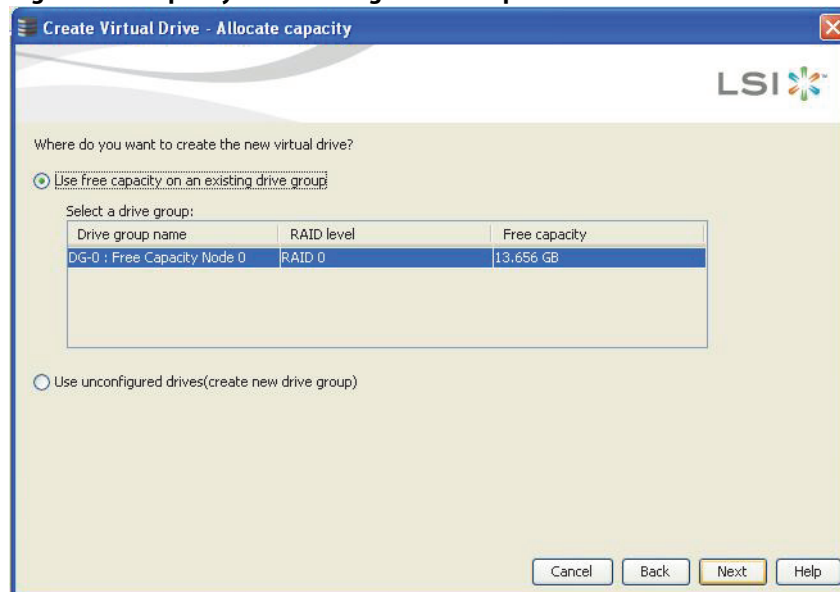 Create Virtual Drive - Allocate capacity
LSI
Where do you want to create the new virtual drive?
Use free capacity on an existing drive group
Select a drive group:
Drive group name RAID level Free capacity
DG-0 : Free Capacity Node 0 RAID 0 13.656 GB
Use unconfigured drives(create new drive group)
Cancel Back Next Help